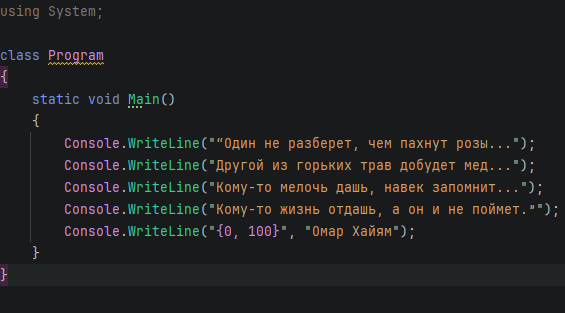 using System;
class Program
{
static void Main()
{
Console.WriteLine("“Один не разберет, чем пахнут розы...");
Console.WriteLine("Другой из горьких трав добудет мед...");
Console.WriteLine("Кому-то мелочь дашь, навек запомнит...");
Console.WriteLine("Кому-то жизнь отдашь, а он и не поймет.”");
Console.WriteLine("{0, 100}", "Омар Хайям");
}
}